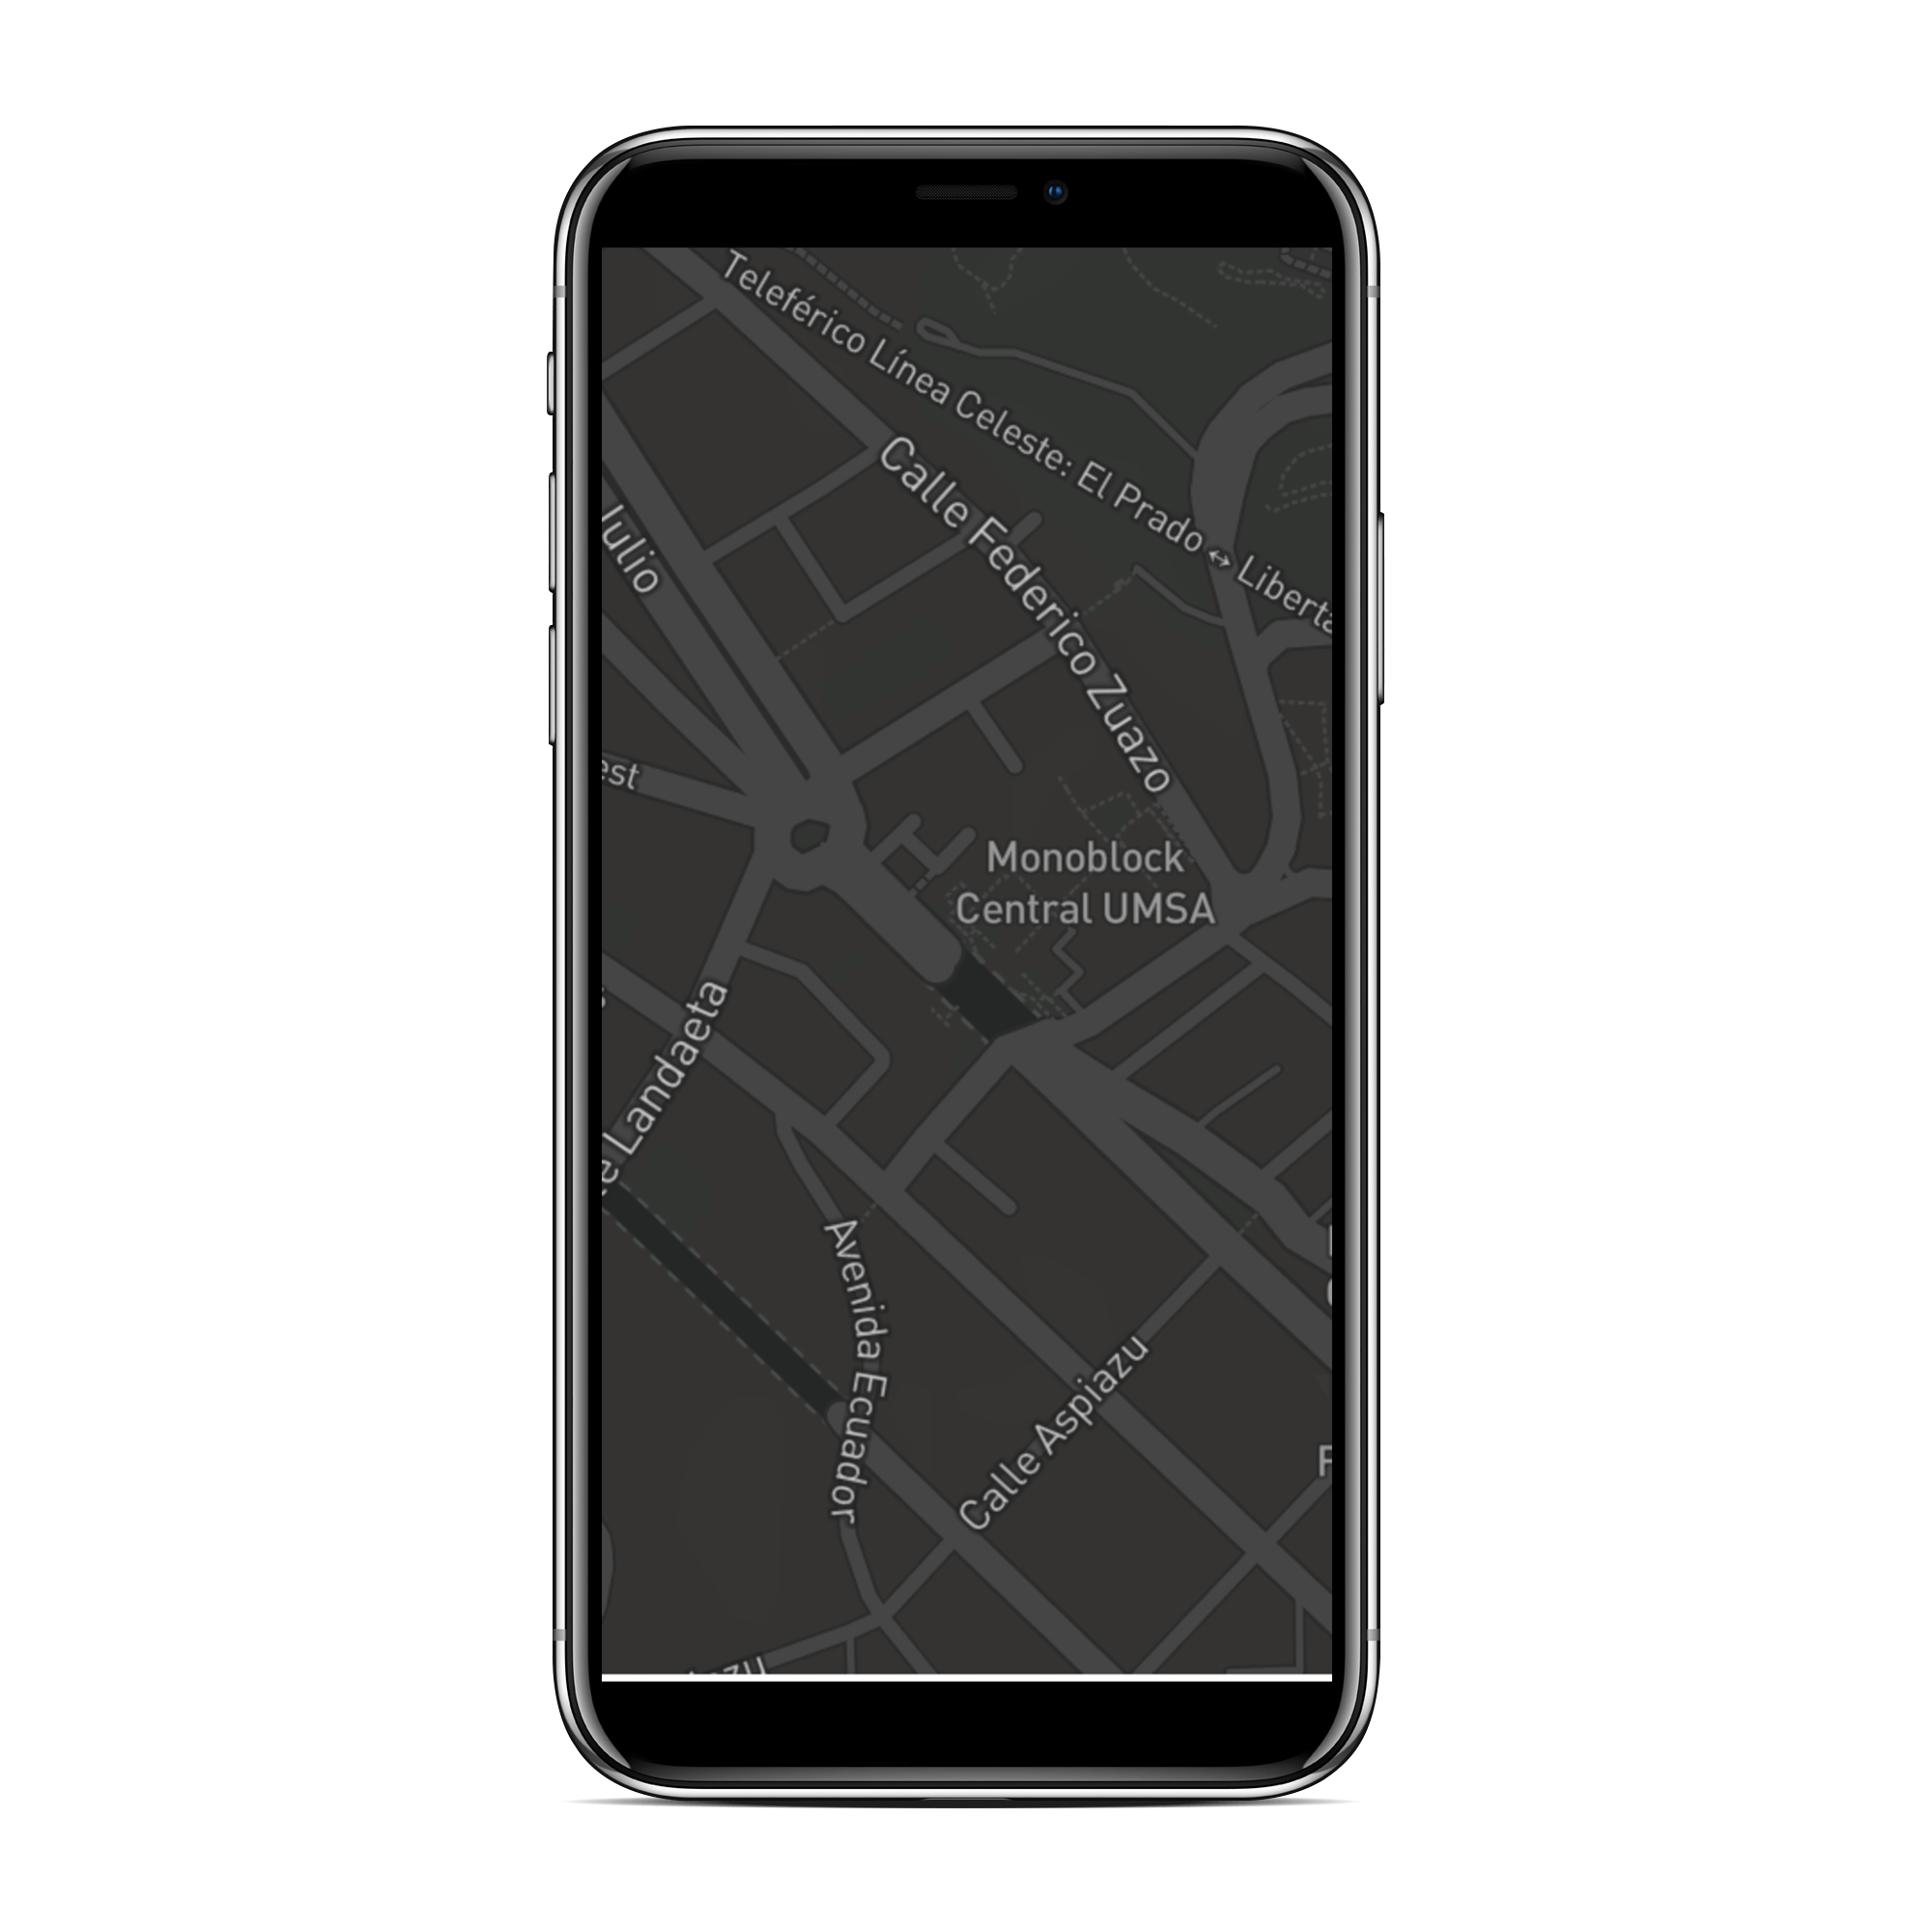 Teleférico Línea Celeste: El Prado ↔ Liberta
Calle Federico Zuazo
Julio
est
Monoblock
Central UMSA
e Landaeta
Avenida Ecuador
Calle Aspiazu
azu
F